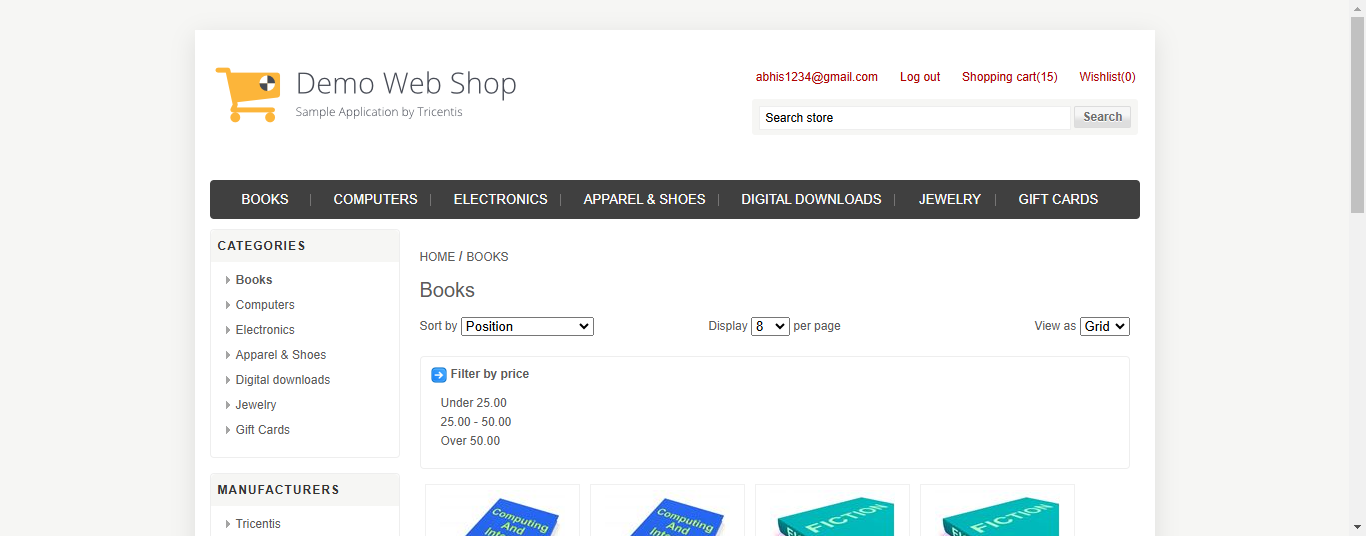 Demo Web Shop
Sample Application by Tricentis
abhis1234@gmail.com Log out Shopping cart(15) Wishlist(0)
Search store Search
BOOKS COMPUTERS ELECTRONICS APPAREL & SHOES DIGITAL DOWNLOADS JEWELRY GIFT CARDS
CATEGORIES
Books
Computers
Electronics
Apparel & Shoes
Digital downloads
Jewelry
Gift Cards
MANUFACTURERS
Tricentis
HOME / BOOKS
Books
Sort by Position Display 8 per page View as Grid
Filter by price
Under 25.00
25.00 - 50.00
Over 50.00
Computing
And
Computing
And
FICTION
FICTION